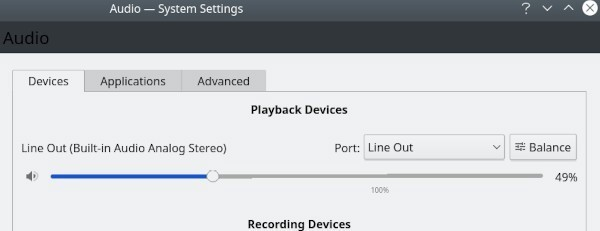 Audio — System Settings
Audio
Devices Applications Advanced
Playback Devices
Line Out (Built-in Audio Analog Stereo) Port: Line Out Balance
49%
100%
Recording Devices